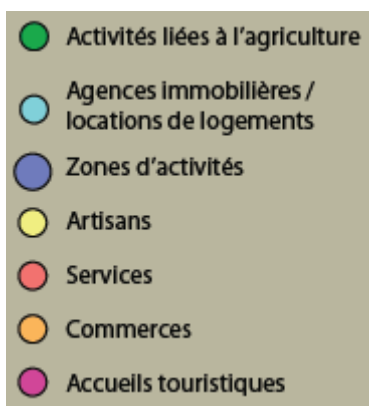 Activités liées à l'agriculture
Agences immobilières /
locations de logements
Zones d'activités
Artisans
Services
Commerces
Accueils touristiques